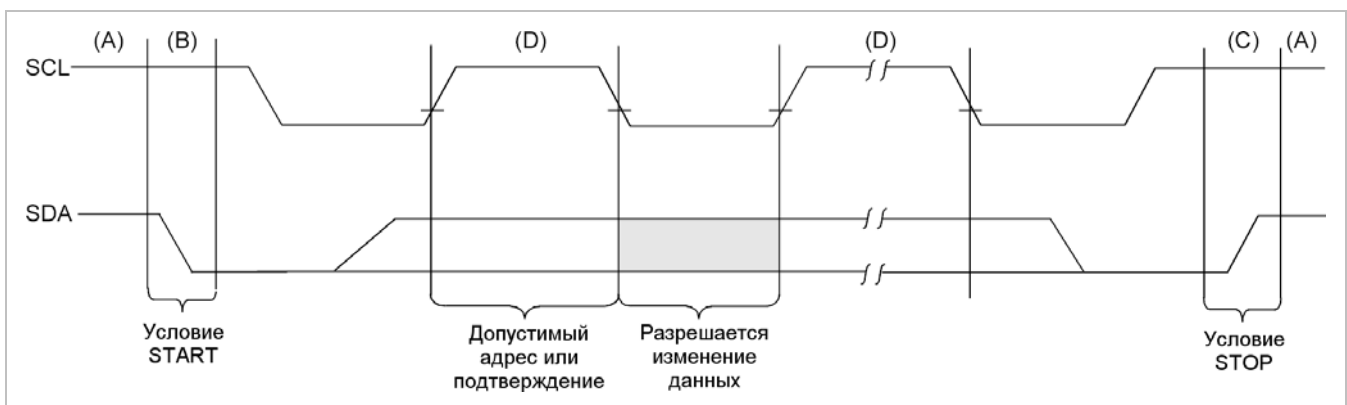 (A) (B) (D) (D) (C) (A)
SCL
SDA
Условие
START
Допустимый
адрес или
подтверждение
Разрешается
изменение
данных
Условие
STOP